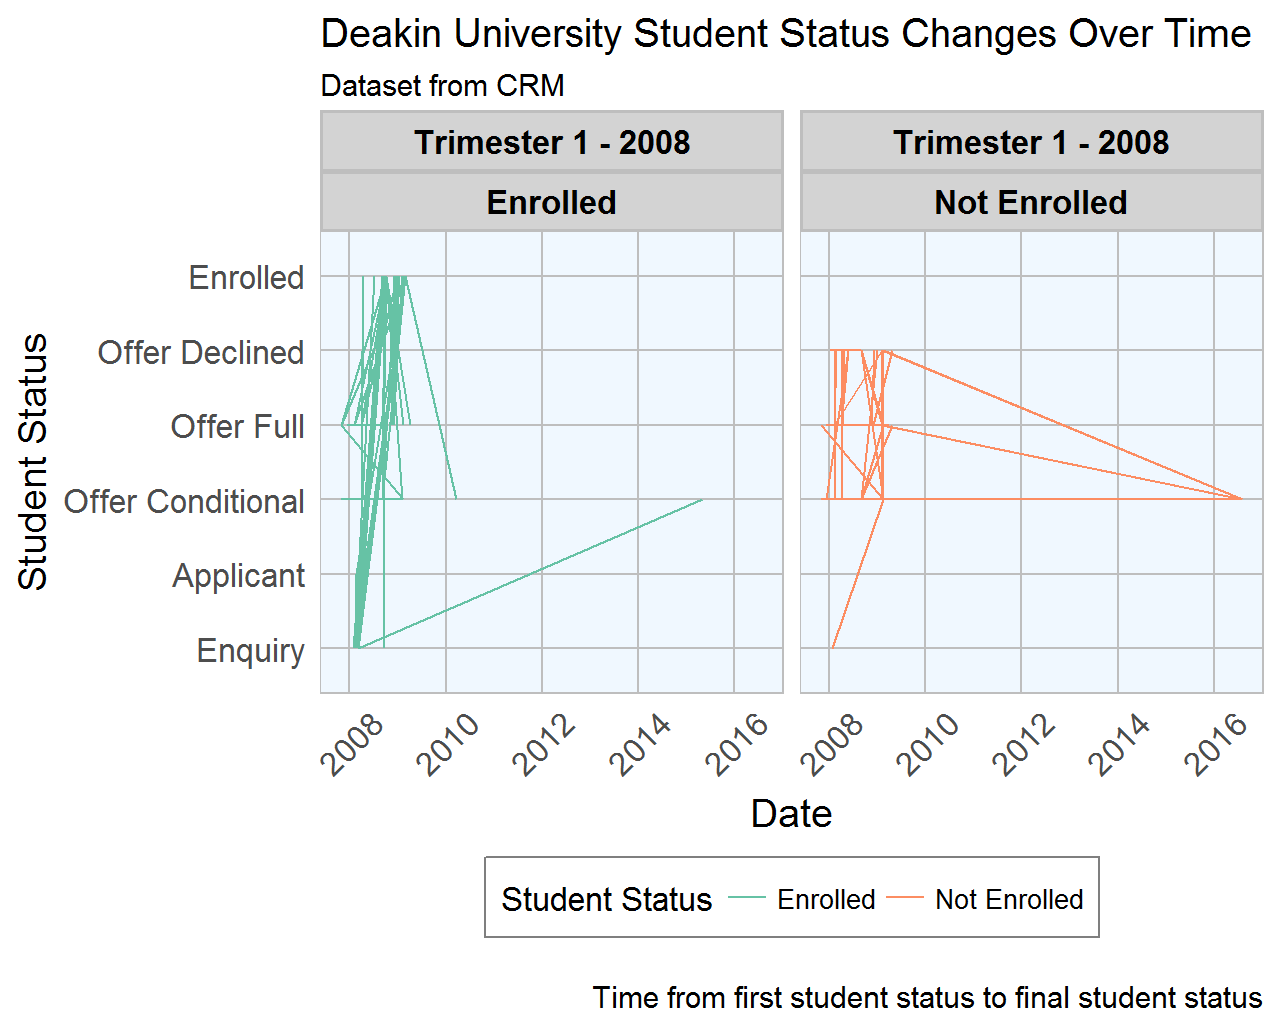 Deakin University Student Status Changes Over Time
Dataset from CRM
Trimester 1 - 2008
Trimester 1 - 2008
Enrolled
Not Enrolled
Student Status
Enrolled
Offer Declined
Offer Full
Offer Conditional
Applicant
Enquiry
2008 2010 2012 2014 2016
2008 2010 2012 2014 2016
Date
Student Status Enrolled Not Enrolled
Time from first student status to final student status